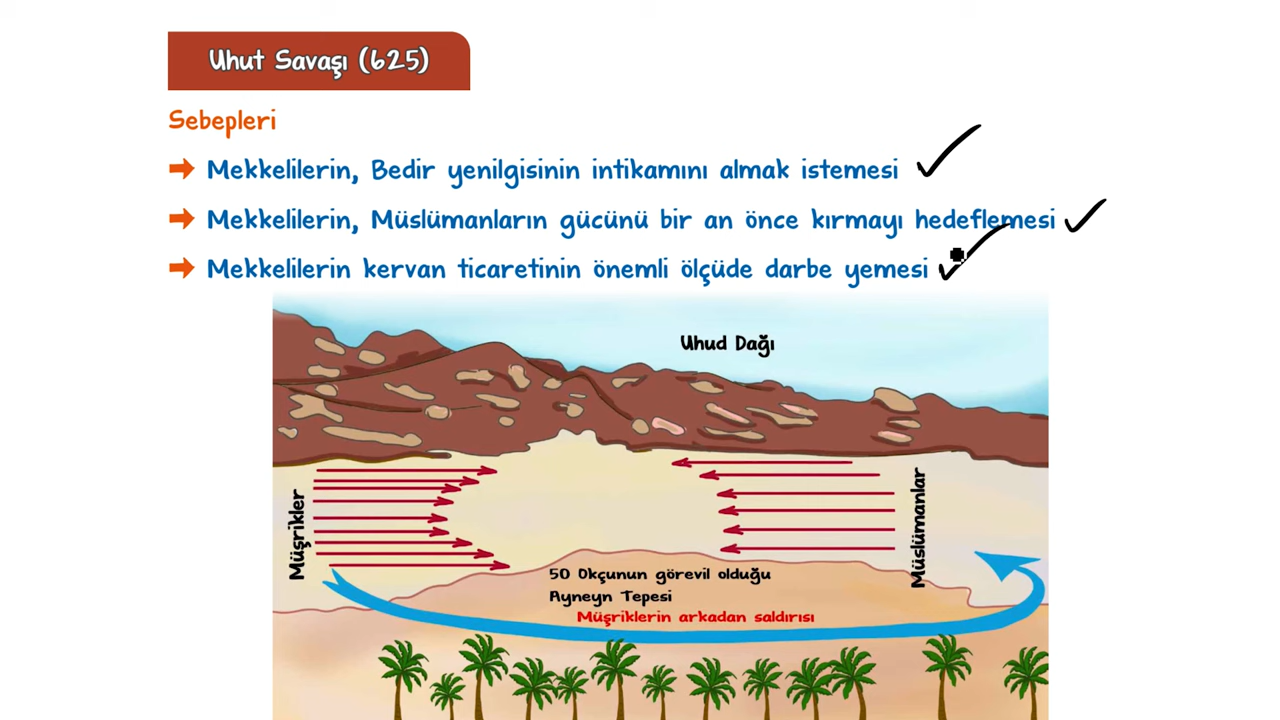 Uhut Savaşı (625)
Sebepleri
Mekkelilerin, Bedir yenilgisinin intikamını almak istemesi
Mekkelilerin, Müslümanların gücünü bir an önce kırmayı hedeflemesi
Mekkelilerin kervan ticaretinin önemli ölçüde darbe yemesi
Uhud Dağı
Müşrikler
Müslümanlar
50 Okçunun görevil olduğu
Ayneyn Tepesi
Müşriklerin arkadan saldırısı